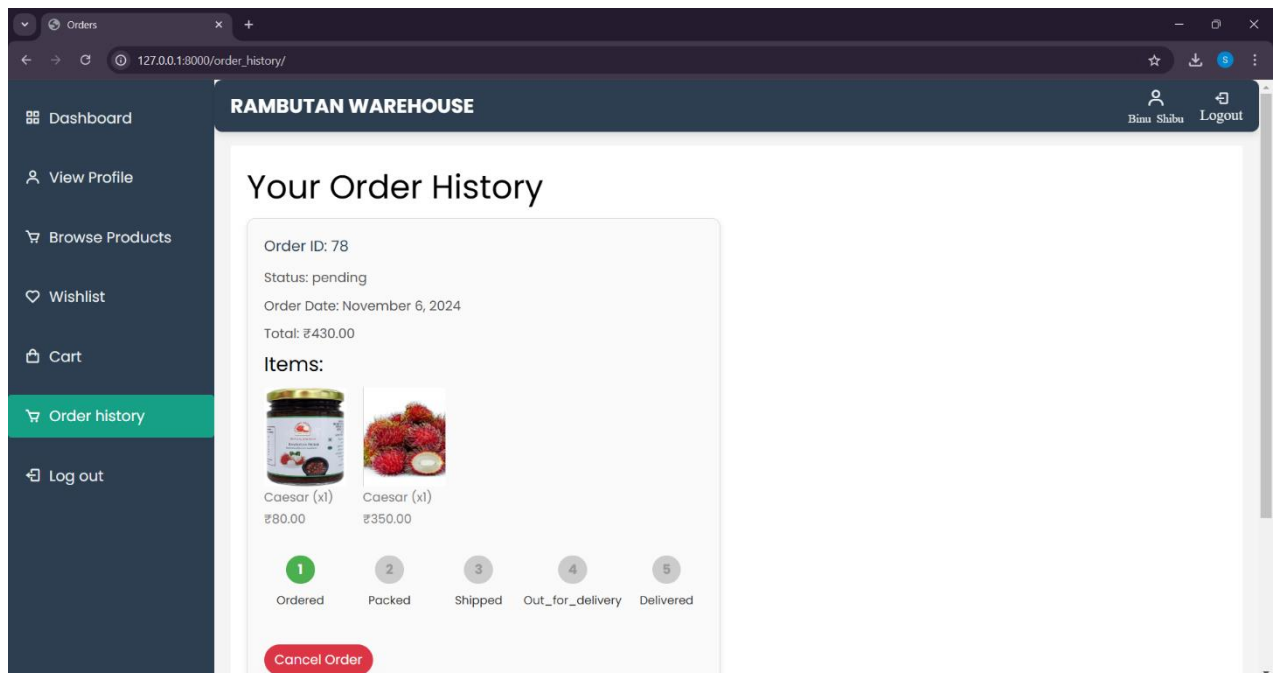 Orders
127.0.0.1:8000/order_history/
S
RAMBUTAN WAREHOUSE
Binu Shibu
Logout
Dashboard
View Profile
Browse Products
Wishlist
Cart
Order history
Log out
Your Order History
Order ID: 78
Status: pending
Order Date: November 6, 2024
Total: ₹430.00
Items:
Caesar (x1) Caesar (x1)
₹80.00 ₹350.00
1 2 3 4 5
Ordered Packed Shipped Out_for_delivery Delivered
Cancel Order